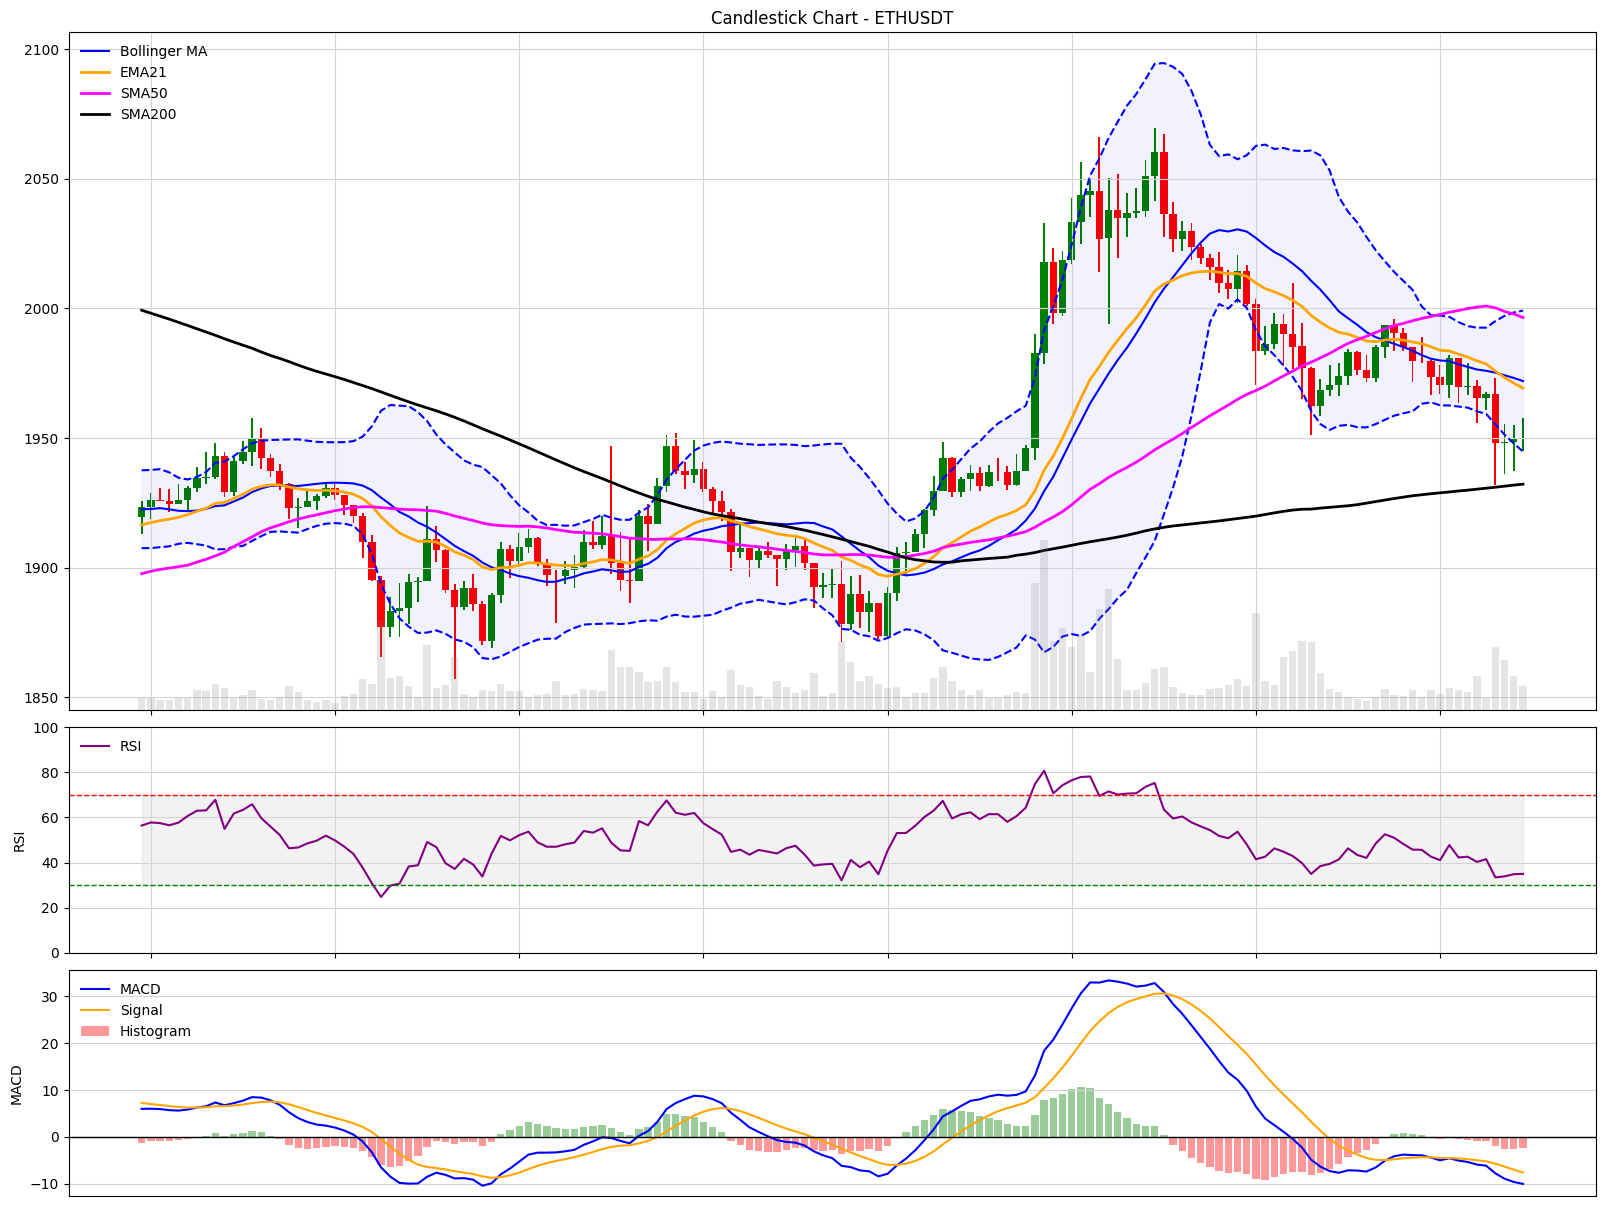 Candlestick Chart - ETHUSDT
2100
2050
2000
1950
1900
1850
Bollinger MA
EMA21
SMA50
SMA200
100
80
60
40
20
0
RSI
RSI
30
20
10
0
−10
MACD
MACD
Signal
Histogram